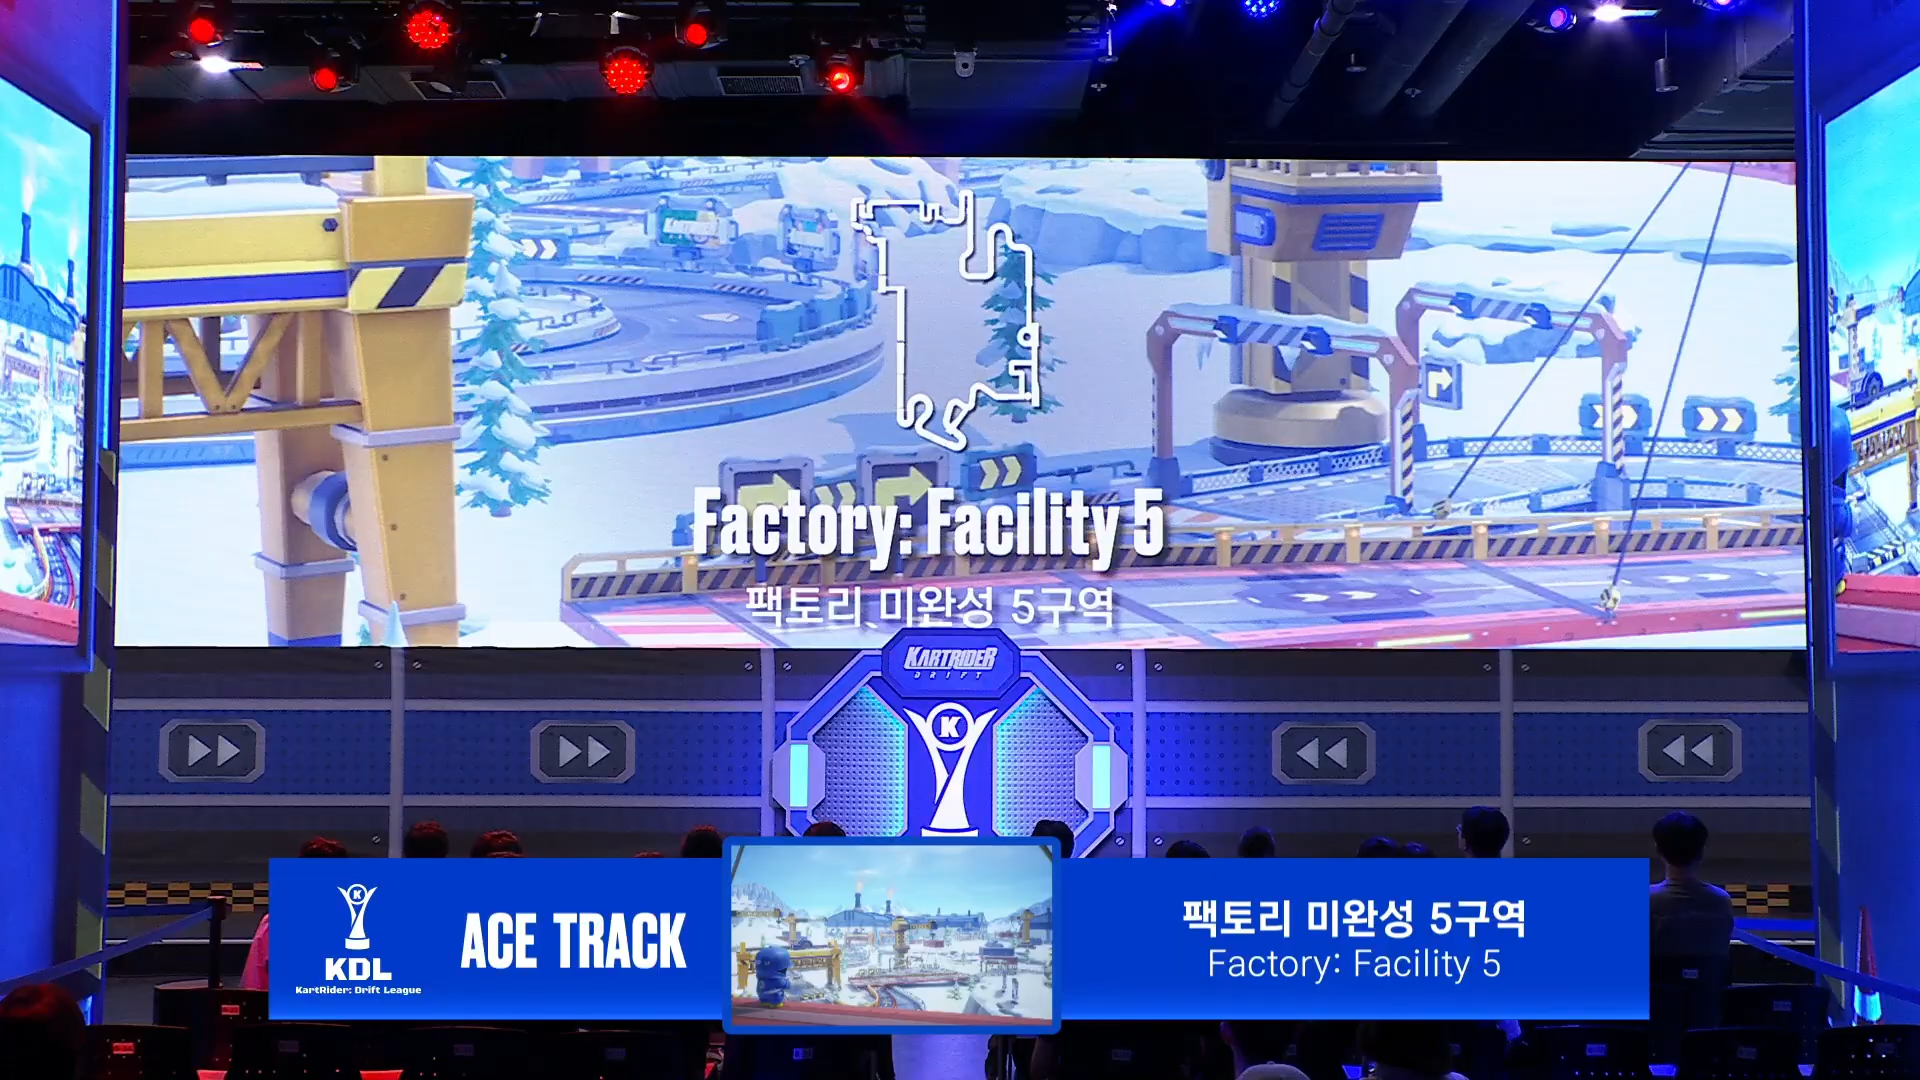 KARTRIDER
Factory: Facility 5
팩토리 미완성 5구역
KARTRIDER
DRIFT
K
K
KDL
KartRider: Drift League
ACE TRACK
팩토리 미완성 5구역
Factory: Facility 5